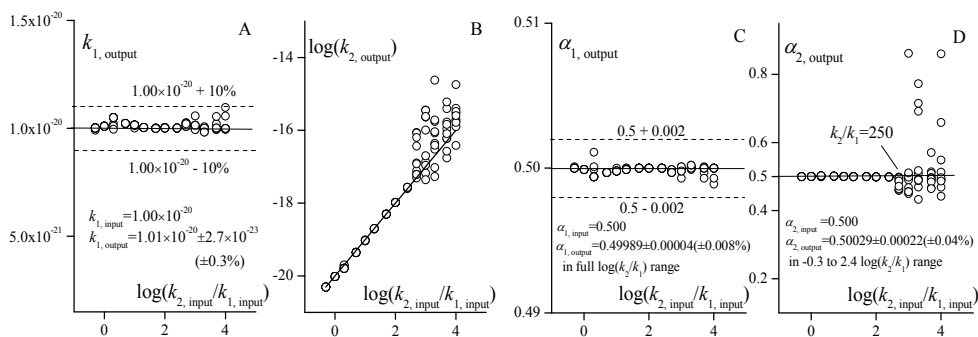 A
1.5x10⁻²⁰
k1, output
1.00×10⁻²⁰ + 10%
1.0x10⁻²⁰
1.00×10⁻²⁰ - 10%
k1, input=1.00×10⁻²⁰
k1, output=1.01×10⁻²⁰±2.7×10⁻²³
(±0.3%)
5.0x10⁻²¹
log(k2, input/k1, input)
0 2 4
B
log(k2, output)
-14
-16
-18
-20
log(k2, input/k1, input)
0 2 4
C
0.51
α1, output
0.5 + 0.002
0.50
0.5 - 0.002
α1, input=0.500
α1, output=0.49989±0.00004(±0.008%)
in full log(k2/k1) range
log(k2, input/k1, input)
0.49
0 2 4
D
0.8
α2, output
k2/k1=250
0.6
0.5
0.4
α2, input=0.500
α2, output=0.50029±0.00022(±0.04%)
in -0.3 to 2.4 log(k2/k1) range
0.2
log(k2, input/k1, input)
0 2 4